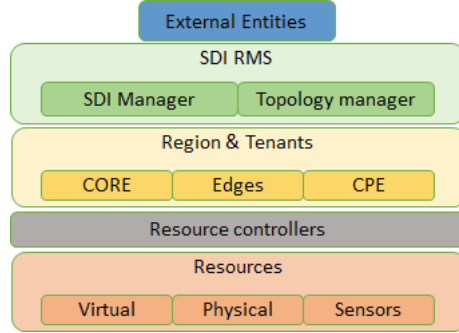 External Entities
SDI RMS
SDI Manager Topology manager
Region & Tenants
CORE Edges CPE
Resource controllers
Resources
Virtual Physical Sensors